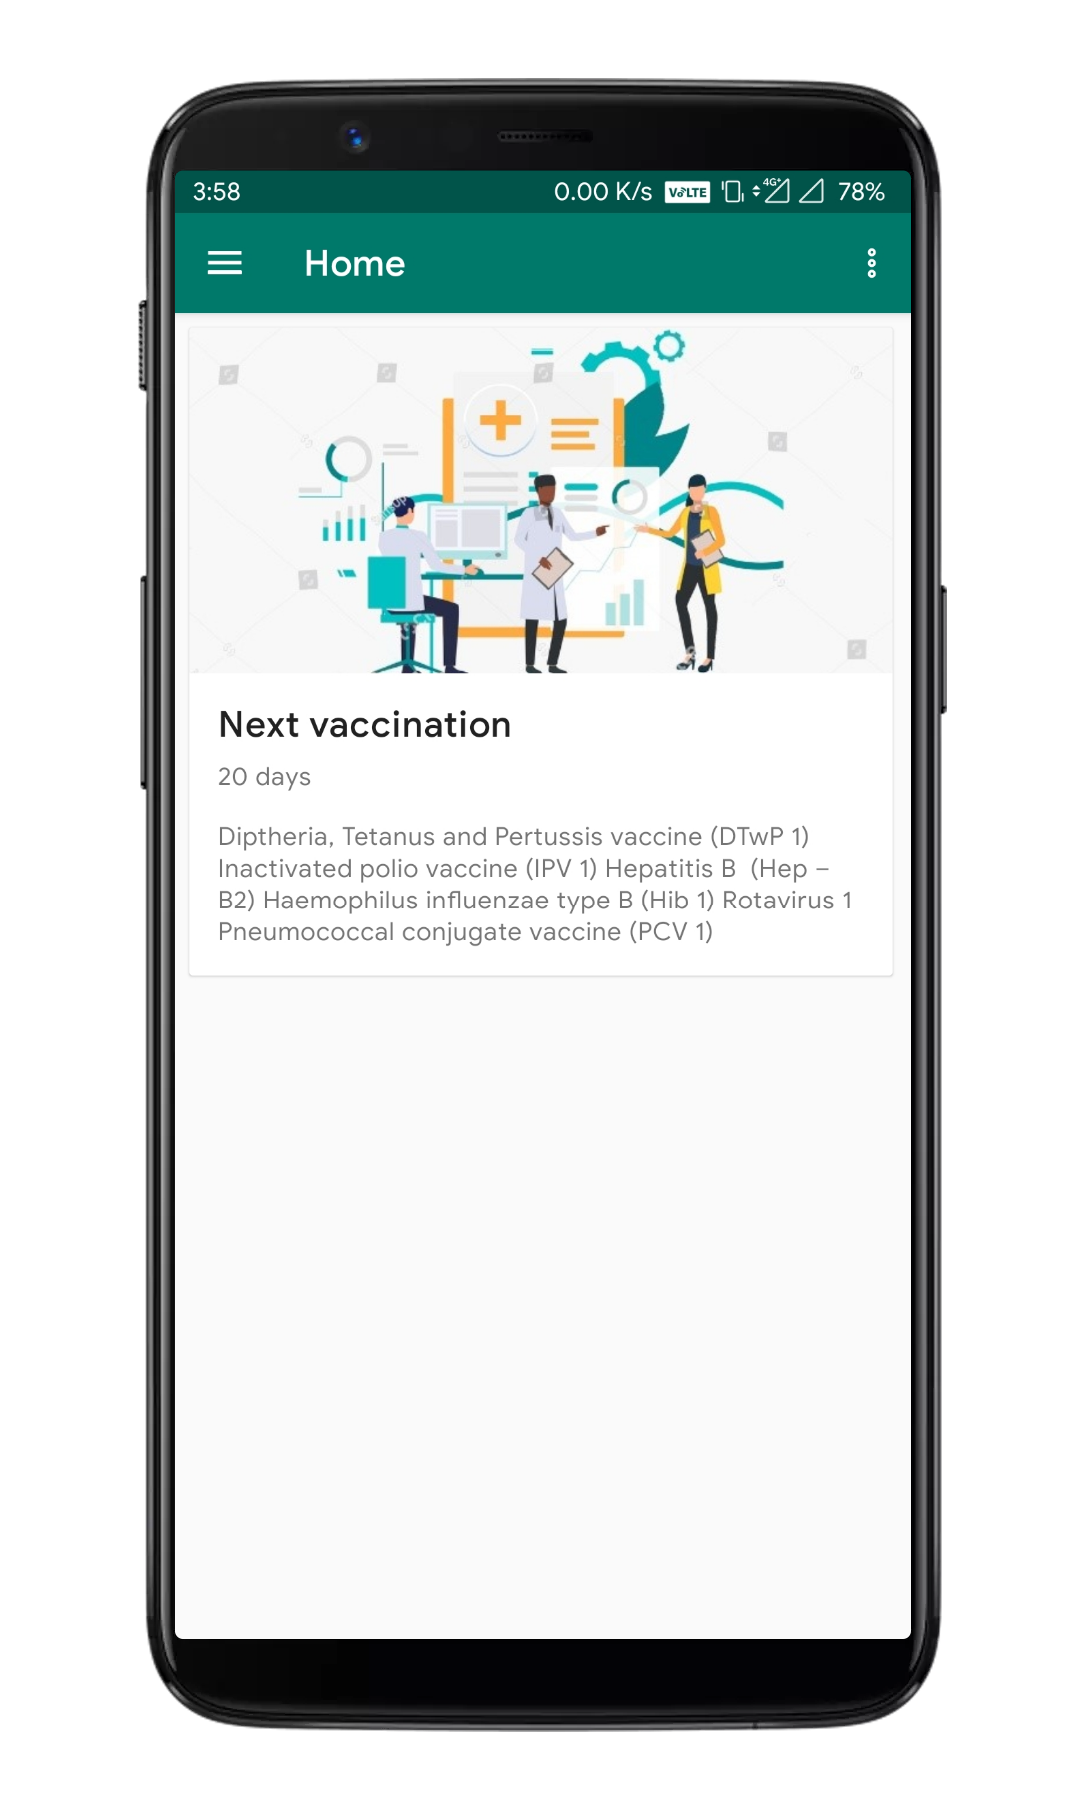 3:58
0.00 K/s VoLTE 4G+ 78%
Home
Next vaccination
20 days
Diptheria, Tetanus and Pertussis vaccine (DTwP 1)
Inactivated polio vaccine (IPV 1) Hepatitis B  (Hep –
B2) Haemophilus influenzae type B (Hib 1) Rotavirus 1
Pneumococcal conjugate vaccine (PCV 1)